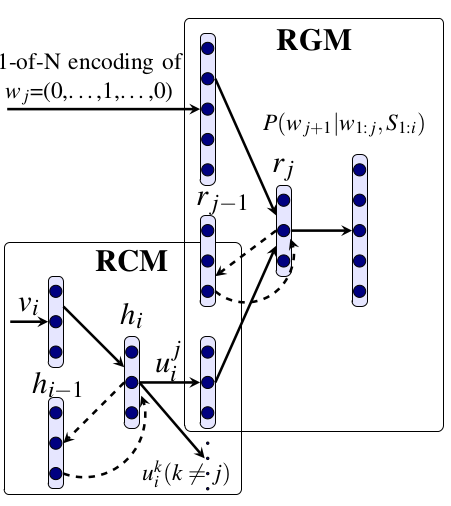 RGM
1-of-N encoding of
w_j=(0,…,1,…,0)
P(w_{j+1}|w_{1:j}, S_{1:i})
r_j
r_{j−1}
RCM
v_i
h_i
u_i^j
h_{i−1}
u_i^k(k ≠ j)